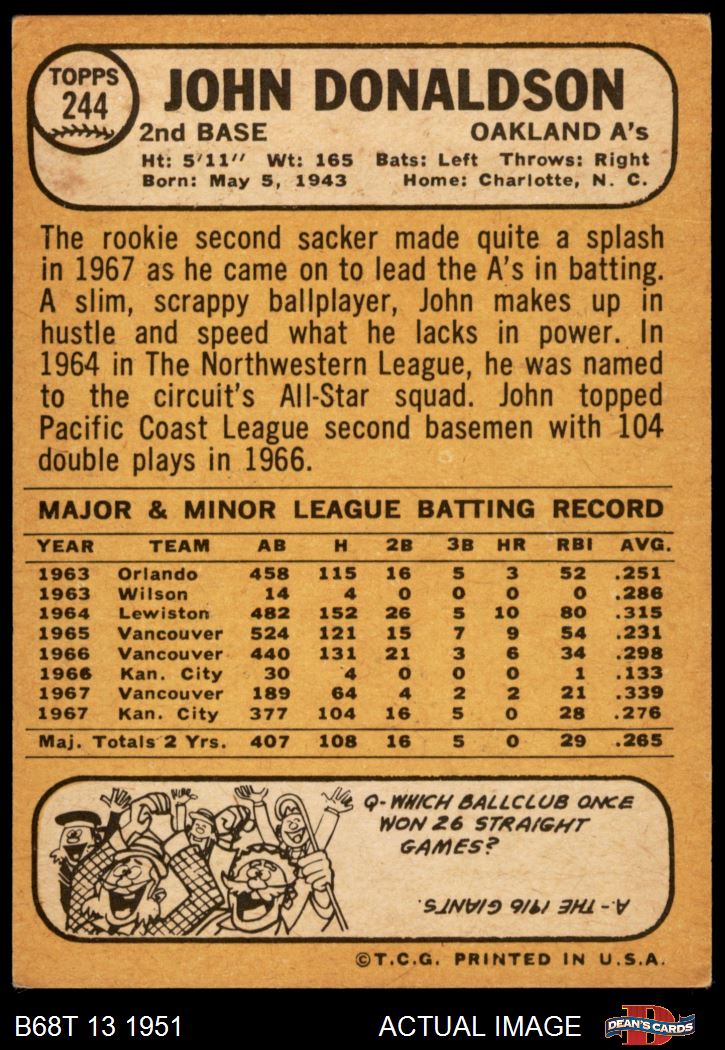 TOPPS
244
JOHN DONALDSON
2nd BASE OAKLAND A's
Ht: 5'11" Wt: 165 Bats: Left Throws: Right
Born: May 5, 1943 Home: Charlotte, N. C.
The rookie second sacker made quite a splash
in 1967 as he came on to lead the A's in batting.
A slim, scrappy ballplayer, John makes up in
hustle and speed what he lacks in power. In
1964 in The Northwestern League, he was named
to the circuit's All-Star squad. John topped
Pacific Coast League second basemen with 104
double plays in 1966.
MAJOR & MINOR LEAGUE BATTING RECORD
YEAR TEAM AB H 2B 3B HR RBI AVG.
1963 Orlando 458 115 16 5 3 52 .251
1963 Wilson 14 4 0 0 0 0 .286
1964 Lewiston 482 152 26 5 10 80 .315
1965 Vancouver 524 121 15 7 9 54 .231
1966 Vancouver 440 131 21 3 6 34 .298
1966 Kan. City 30 4 0 0 0 1 .133
1967 Vancouver 189 64 4 2 2 21 .339
1967 Kan. City 377 104 16 5 0 28 .276
Maj. Totals 2 Yrs. 407 108 16 5 0 29 .265
Q-WHICH BALLCLUB ONCE
WON 26 STRAIGHT
GAMES?
A.-THE 1916 GIANTS.
©T.C.G. PRINTED IN U.S.A.
B68T 13 1951 ACTUAL IMAGE
DEAN'S CARDS